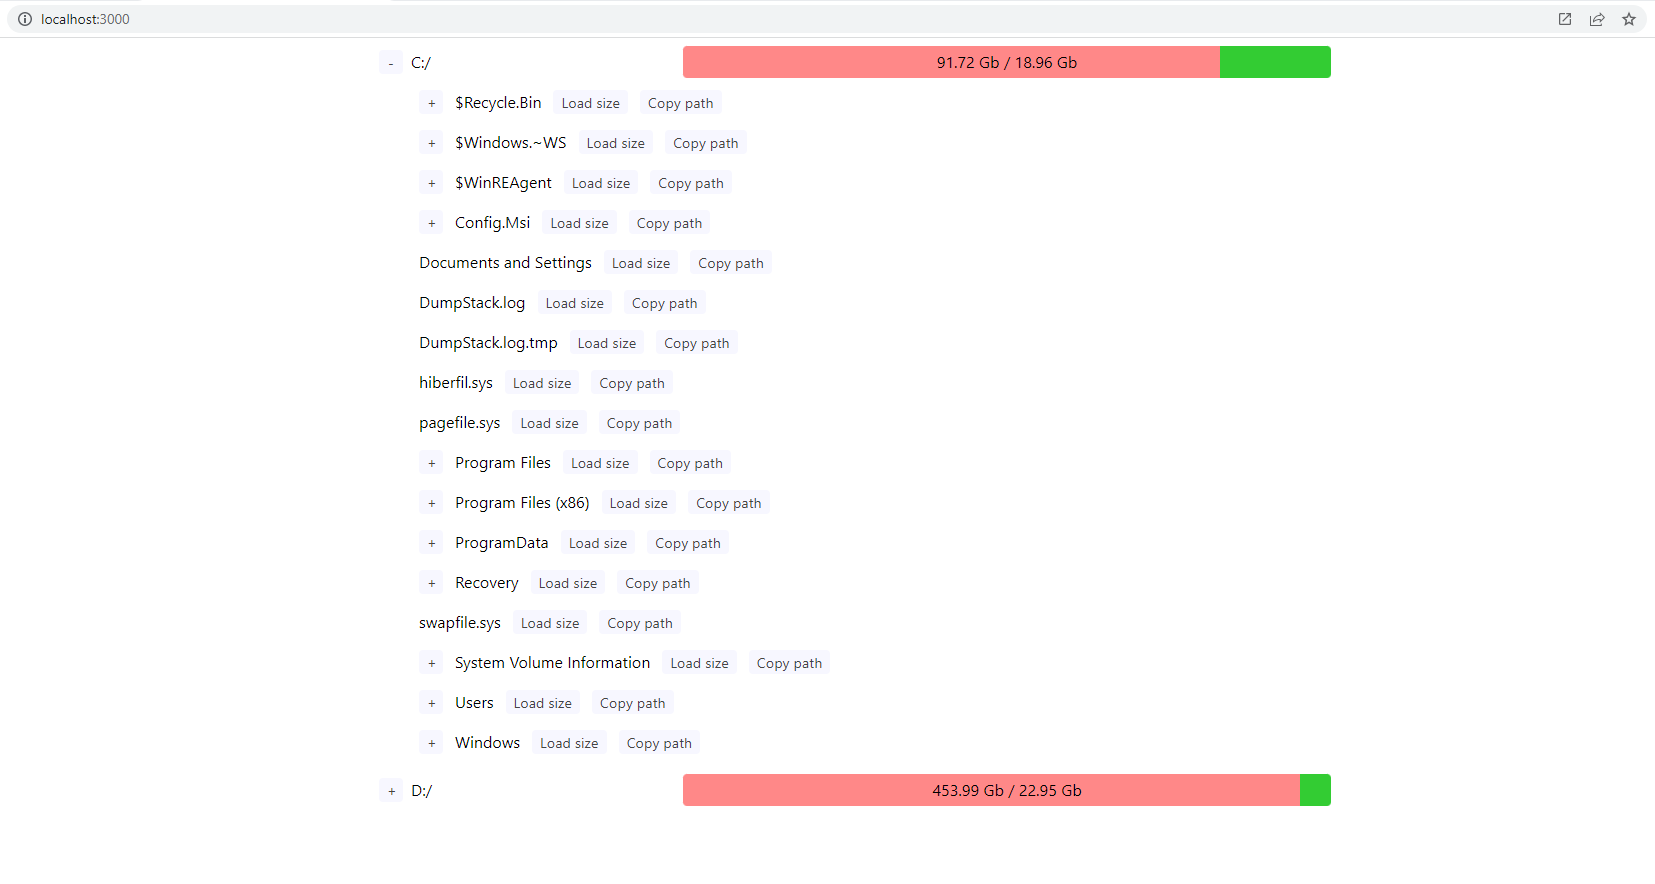 localhost:3000
- C:/ 91.72 Gb / 18.96 Gb
+ $Recycle.Bin Load size Copy path
+ $Windows.~WS Load size Copy path
+ $WinREAgent Load size Copy path
+ Config.Msi Load size Copy path
Documents and Settings Load size Copy path
DumpStack.log Load size Copy path
DumpStack.log.tmp Load size Copy path
hiberfil.sys Load size Copy path
pagefile.sys Load size Copy path
+ Program Files Load size Copy path
+ Program Files (x86) Load size Copy path
+ ProgramData Load size Copy path
+ Recovery Load size Copy path
swapfile.sys Load size Copy path
+ System Volume Information Load size Copy path
+ Users Load size Copy path
+ Windows Load size Copy path
+ D:/ 453.99 Gb / 22.95 Gb